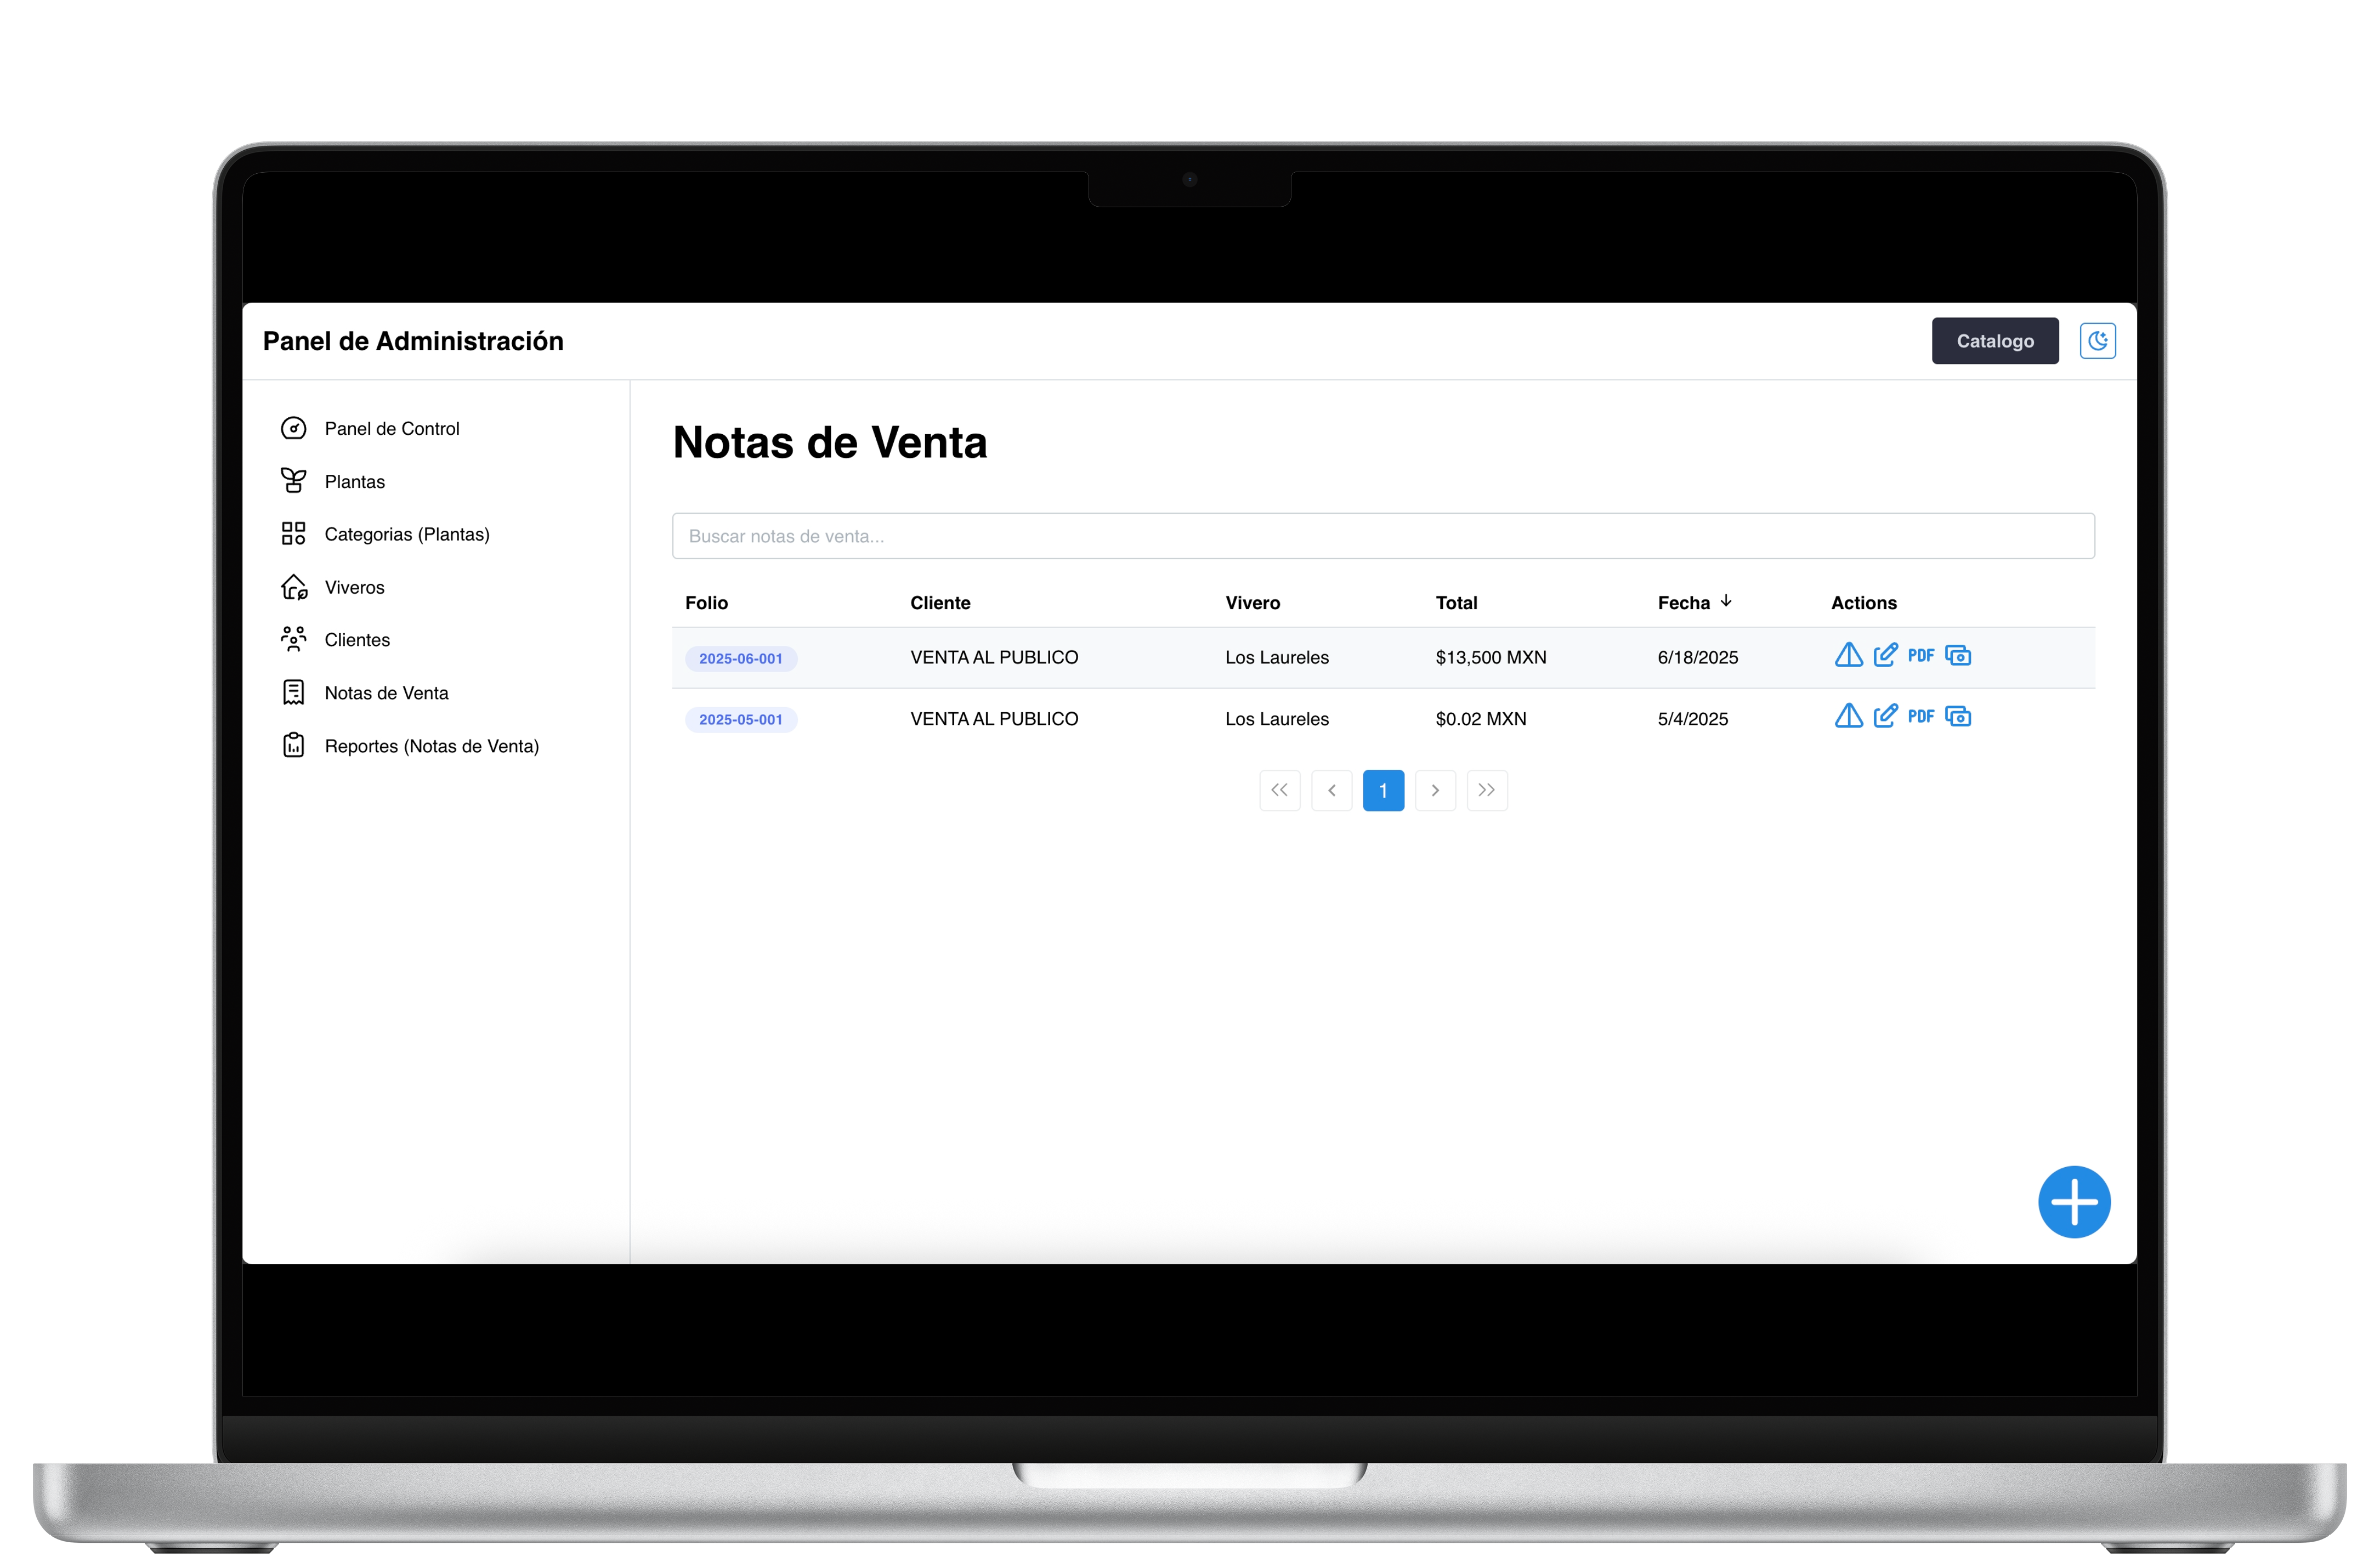 Panel de Administración
Catalogo
Panel de Control
Plantas
Categorias (Plantas)
Viveros
Clientes
Notas de Venta
Reportes (Notas de Venta)
Notas de Venta
Buscar notas de venta...
Folio Cliente Vivero Total Fecha Actions
2025-06-001 VENTA AL PUBLICO Los Laureles $13,500 MXN 6/18/2025 PDF
2025-05-001 VENTA AL PUBLICO Los Laureles $0.02 MXN 5/4/2025 PDF
1